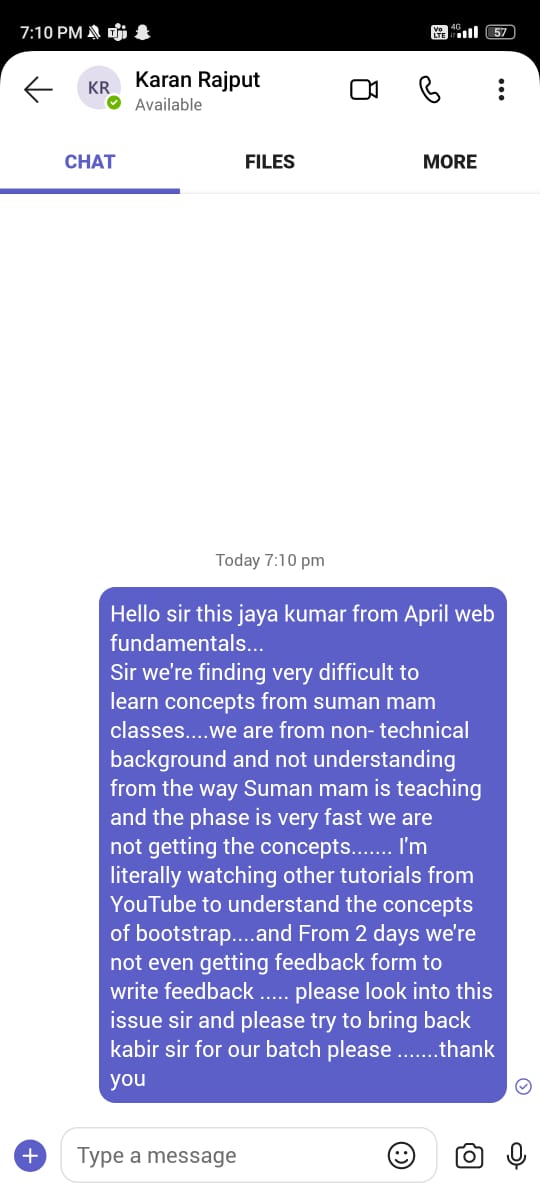 7:10 PM
Vo LTE 4G 57
KR
Karan Rajput
Available
CHAT FILES MORE
Today 7:10 pm
Hello sir this jaya kumar from April web
fundamentals...
Sir we're finding very difficult to
learn concepts from suman mam
classes....we are from non- technical
background and not understanding
from the way Suman mam is teaching
and the phase is very fast we are
not getting the concepts....... I'm
literally watching other tutorials from
YouTube to understand the concepts
of bootstrap....and From 2 days we're
not even getting feedback form to
write feedback ..... please look into this
issue sir and please try to bring back
kabir sir for our batch please .......thank
you
Type a message